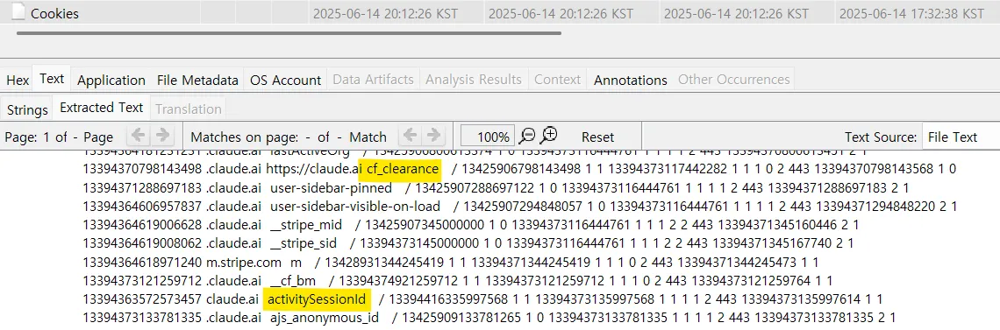 Cookies 2025-06-14 20:12:26 KST 2025-06-14 20:12:26 KST 2025-06-14 20:12:26 KST 2025-06-14 17:32:38 KST
Hex Text Application File Metadata OS Account Data Artifacts Analysis Results Context Annotations Other Occurrences
Strings Extracted Text Translation
Page: 1 of - Page Matches on page: - of - Match 100% Reset Text Source: File Text
13394370798143498 .claude.ai https://claude.ai cf_clearance / 13425906798143498 1 1 13394373117442282 1 1 1 0 2 443 13394370798143568 1 0
13394371288697183 .claude.ai user-sidebar-pinned / 13425907288697122 1 0 13394373116444761 1 1 1 1 2 443 13394371288697183 2 1
13394364606957837 .claude.ai user-sidebar-visible-on-load / 13425907294848057 1 0 13394373116444761 1 1 1 1 2 443 13394371294848220 2 1
13394364619006628 .claude.ai __stripe_mid / 13425907345000000 1 0 13394373116444761 1 1 1 2 2 443 13394371345160446 2 1
13394364619008062 .claude.ai __stripe_sid / 13394373145000000 1 0 13394373116444761 1 1 1 2 2 443 13394371345167740 2 1
13394364618971240 m.stripe.com m / 13428931344245419 1 1 13394371344245419 1 1 1 0 2 443 13394371344245473 1 1
13394373121259712 .claude.ai __cf_bm / 13394374921259712 1 1 13394373121259712 1 1 1 0 2 443 13394373121259764 1 1
13394363572573457 claude.ai activitySessionId / 13394416335997568 1 1 13394373135997568 1 1 1 1 2 443 13394373135997614 1 1
13394373133781335 .claude.ai ajs_anonymous_id / 13425909133781265 1 0 13394373133781335 1 1 1 1 2 443 13394373133781335 2 1